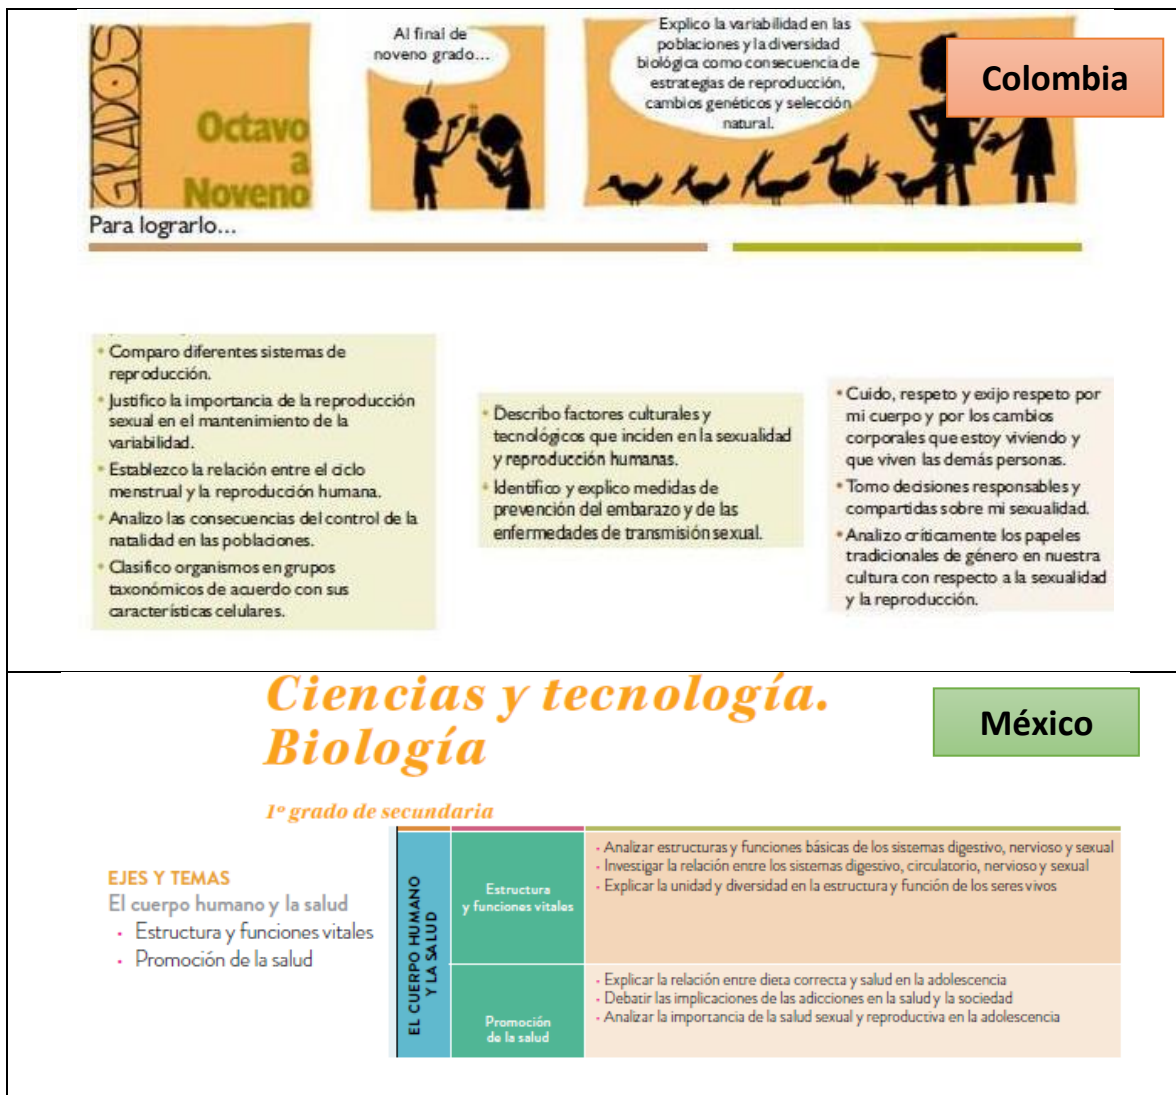 GRADOS
Octavo
a
Noveno
Al final de
noveno grado...
Explico la variabilidad en las
poblaciones y la diversidad
biológica como consecuencia de
estrategias de reproducción,
cambios genéticos y selección
natural.
Colombia
Para lograrlo...
• Comparo diferentes sistemas de
reproducción.
• Justifico la importancia de la reproducción
sexual en el mantenimiento de la
variabilidad.
• Establezco la relación entre el ciclo
menstrual y la reproducción humana.
• Analizo las consecuencias del control de la
natalidad en las poblaciones.
• Clasifico organismos en grupos
taxonómicos de acuerdo con sus
características celulares.
• Describo factores culturales y
tecnológicos que inciden en la sexualidad
y reproducción humanas.
• Identifico y explico medidas de
prevención del embarazo y de las
enfermedades de transmisión sexual.
• Cuido, respeto y exijo respeto por
mi cuerpo y por los cambios
corporales que estoy viviendo y
que viven las demás personas.
• Tomo decisiones responsables y
compartidas sobre mi sexualidad.
• Analizo críticamente los papeles
tradicionales de género en nuestra
cultura con respecto a la sexualidad
y la reproducción.
Ciencias y tecnología.
Biología
México
1º grado de secundaria
EJES Y TEMAS
El cuerpo humano y la salud
• Estructura y funciones vitales
• Promoción de la salud
EL CUERPO HUMANO
Y LA SALUD
Estructura
y funciones vitales
• Analizar estructuras y funciones básicas de los sistemas digestivo, nervioso y sexual
• Investigar la relación entre los sistemas digestivo, circulatorio, nervioso y sexual
• Explicar la unidad y diversidad en la estructura y función de los seres vivos
Promoción
de la salud
• Explicar la relación entre dieta correcta y salud en la adolescencia
• Debatir las implicaciones de las adicciones en la salud y la sociedad
• Analizar la importancia de la salud sexual y reproductiva en la adolescencia